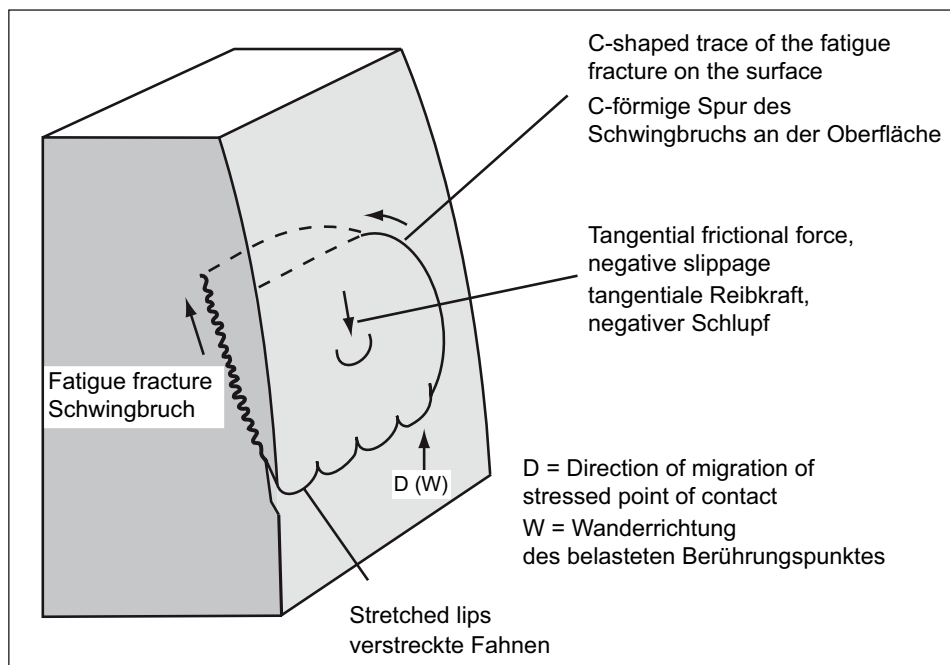 C-shaped trace of the fatigue
fracture on the surface
C-förmige Spur des
Schwingbruchs an der Oberfläche
Tangential frictional force,
negative slippage
tangentiale Reibkraft,
negativer Schlupf
Fatigue fracture
Schwingbruch
D (W)
D = Direction of migration of
stressed point of contact
W = Wanderrichtung
des belasteten Berührungspunktes
Stretched lips
verstreckte Fahnen